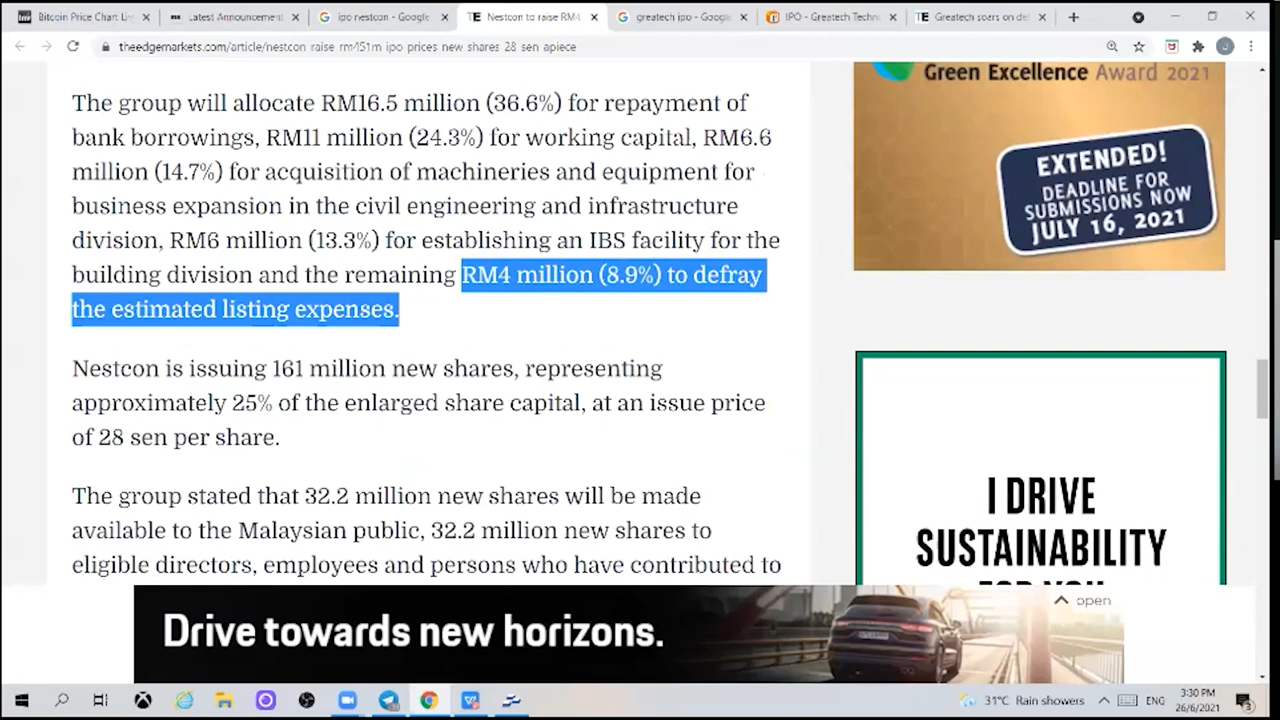 Bitcoin Price Chart Liv
Latest Announcement
ipo nestcon - Google
Nestcon to raise RM4
greatech ipo - Google
IPO - Greatech Techn
Greatech soars on de
theedgemarkets.com/article/nestcon-raise-rm451m-ipo-prices-new-shares-28-sen-apiece
The group will allocate RM16.5 million (36.6%) for repayment of
bank borrowings, RM11 million (24.3%) for working capital, RM6.6
million (14.7%) for acquisition of machineries and equipment for
business expansion in the civil engineering and infrastructure
division, RM6 million (13.3%) for establishing an IBS facility for the
building division and the remaining RM4 million (8.9%) to defray
the estimated listing expenses.
Nestcon is issuing 161 million new shares, representing
approximately 25% of the enlarged share capital, at an issue price
of 28 sen per share.
The group stated that 32.2 million new shares will be made
available to the Malaysian public, 32.2 million new shares to
eligible directors, employees and persons who have contributed to
Green Excellence Award 2021
EXTENDED!
DEADLINE FOR
SUBMISSIONS NOW
JULY 16, 2021
I DRIVE
SUSTAINABILITY
FOR YOU
open
Drive towards new horizons.
31°C Rain showers
ENG
3:30 PM
26/6/2021